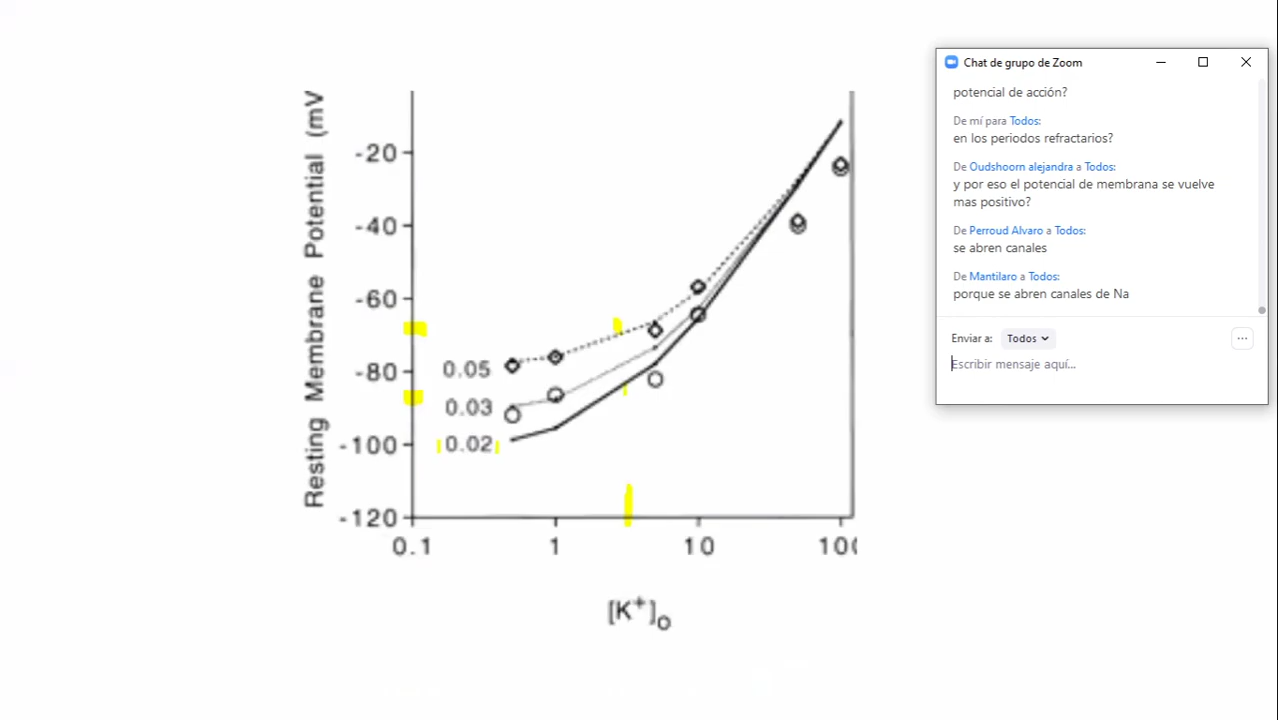 Resting Membrane Potential (mV
-20
-40
-60
-80
-100
-120
0.05
0.03
0.02
0.1
1
10
10(
[K+]o
Chat de grupo de Zoom
potencial de acción?
De mí para Todos:
en los periodos refractarios?
De Oudshoorn alejandra a Todos:
y por eso el potencial de membrana se vuelve
mas positivo?
De Perroud Alvaro a Todos:
se abren canales
De Mantilaro a Todos:
porque se abren canales de Na
Enviar a: Todos
Escribir mensaje aquí...